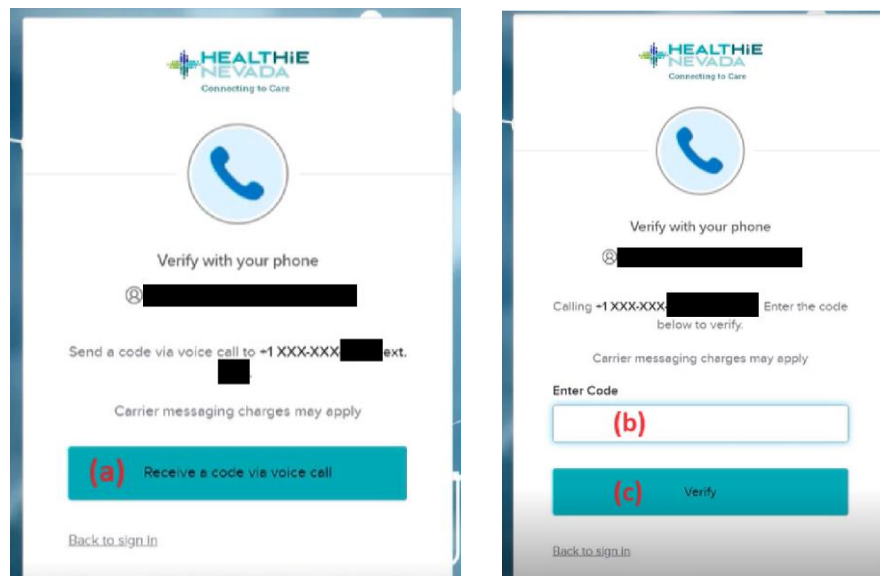 HEALTHiE
NEVADA
Connecting to Care
Verify with your phone
Send a code via voice call to +1 XXX-XXX ext.
Carrier messaging charges may apply
(a) Receive a code via voice call
Back to sign in
HEALTHiE
NEVADA
Connecting to Care
Verify with your phone
Calling +1 XXX-XXX- Enter the code
below to verify.
Carrier messaging charges may apply
Enter Code
(b)
(c) Verify
Back to sign in